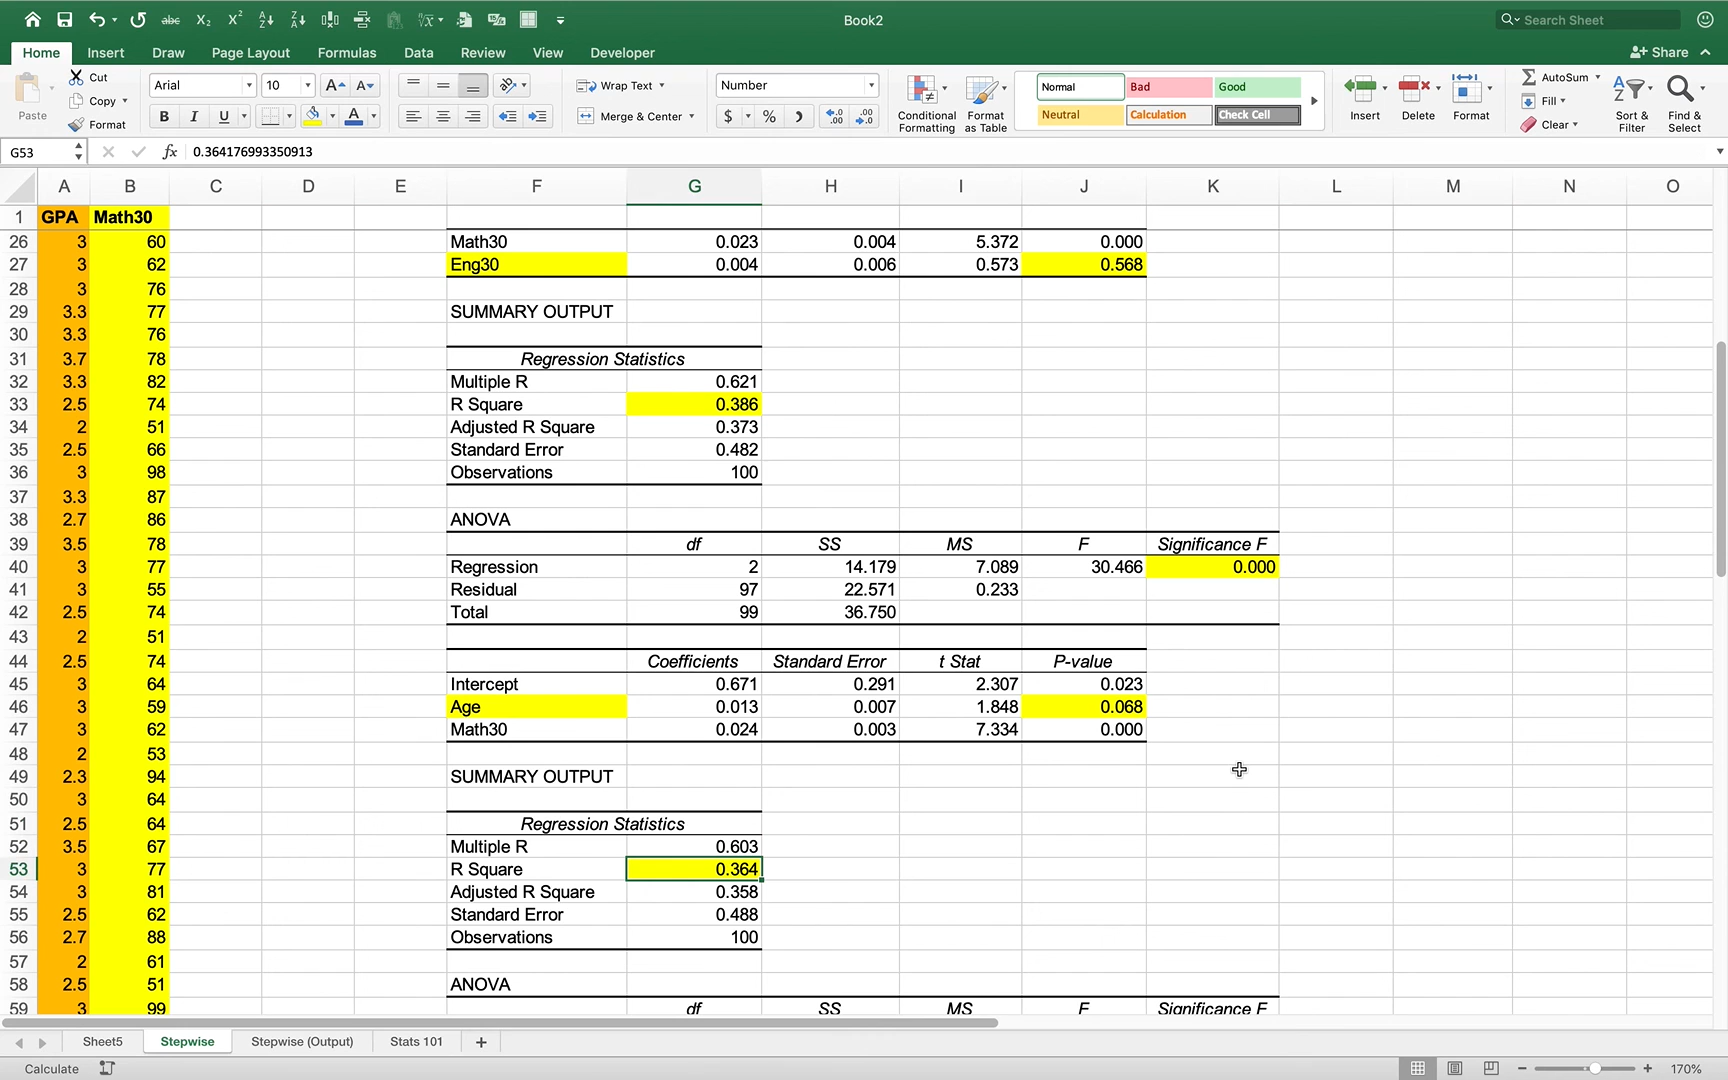 abc X₂ X² Book2 Search Sheet
Home Insert Draw Page Layout Formulas Data Review View Developer Share
Paste Cut Copy Format
Arial 10 A A
B I U A
Wrap Text
Merge & Center
Number
$ % )
Conditional Formatting
Format as Table
Normal Bad Good
Neutral Calculation Check Cell
Insert Delete Format
AutoSum
Fill
Clear
Sort & Filter
Find & Select
G53 fx 0.364176993350913
A B C D E F G H I J K L M N O
1 GPA Math30
26 3 60 Math30 0.023 0.004 5.372 0.000
27 3 62 Eng30 0.004 0.006 0.573 0.568
28 3 76
29 3.3 77 SUMMARY OUTPUT
30 3.3 76
31 3.7 78 Regression Statistics
32 3.3 82 Multiple R 0.621
33 2.5 74 R Square 0.386
34 2 51 Adjusted R Square 0.373
35 2.5 66 Standard Error 0.482
36 3 98 Observations 100
37 3.3 87
38 2.7 86 ANOVA
39 3.5 78 df SS MS F Significance F
40 3 77 Regression 2 14.179 7.089 30.466 0.000
41 3 55 Residual 97 22.571 0.233
42 2.5 74 Total 99 36.750
43 2 51
44 2.5 74 Coefficients Standard Error t Stat P-value
45 3 64 Intercept 0.671 0.291 2.307 0.023
46 3 59 Age 0.013 0.007 1.848 0.068
47 3 62 Math30 0.024 0.003 7.334 0.000
48 2 53
49 2.3 94 SUMMARY OUTPUT
50 3 64
51 2.5 64 Regression Statistics
52 3.5 67 Multiple R 0.603
53 3 77 R Square 0.364
54 3 81 Adjusted R Square 0.358
55 2.5 62 Standard Error 0.488
56 2.7 88 Observations 100
57 2 61
58 2.5 51 ANOVA
59 3 99 df SS MS F Significance F
Sheet5 Stepwise Stepwise (Output) Stats 101 +
Calculate 170%